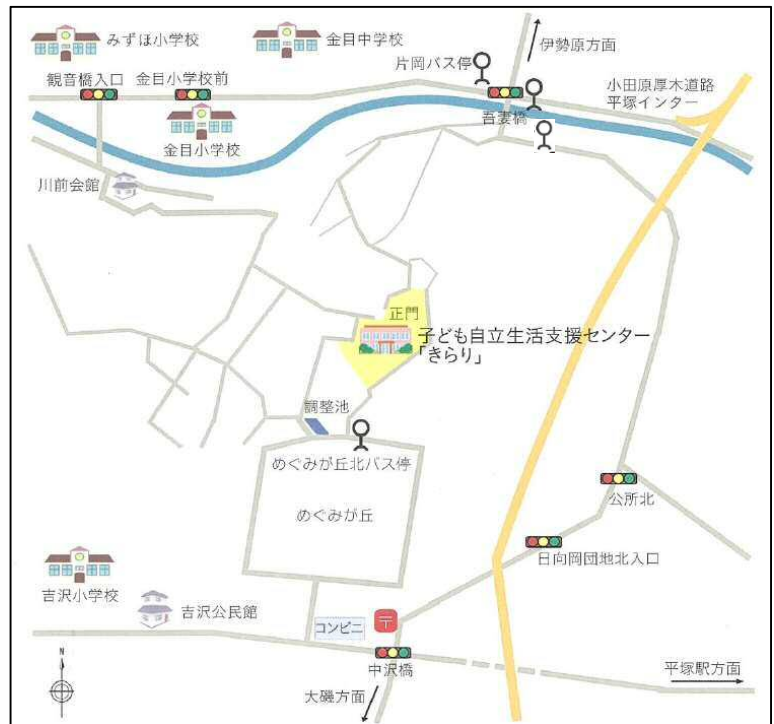 みずほ小学校
金目中学校
伊勢原方面
片岡バス停
観音橋入口
金目小学校前
小田原厚木道路
平塚インター
吾妻橋
金目小学校
川前会館
正門
子ども自立生活支援センター
「きらり」
調整池
めぐみが丘北バス停
公所北
めぐみが丘
日向岡団地北入口
吉沢小学校
吉沢公民館
コンビニ
〒
中沢橋
平塚駅方面
大磯方面
N